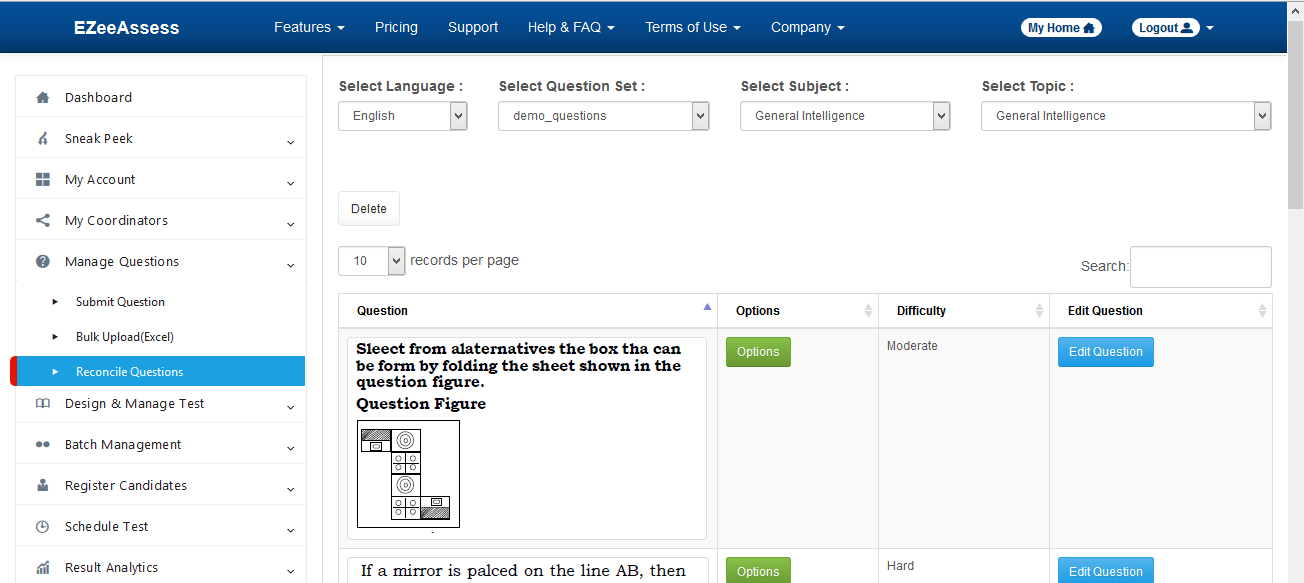 EZeeAssess Features Pricing Support Help & FAQ Terms of Use Company My Home Logout
Dashboard
Sneak Peek
My Account
My Coordinators
Manage Questions
Submit Question
Bulk Upload(Excel)
Reconcile Questions
Design & Manage Test
Batch Management
Register Candidates
Schedule Test
Result Analytics
Select Language : Select Question Set : Select Subject : Select Topic :
English demo_questions General Intelligence General Intelligence
Delete
10 records per page
Search:
Question Options Difficulty Edit Question
Sleect from alaternatives the box tha can
be form by folding the sheet shown in the
question figure.
Question Figure
Options Moderate Edit Question
If a mirror is palced on the line AB, then
Options Hard Edit Question